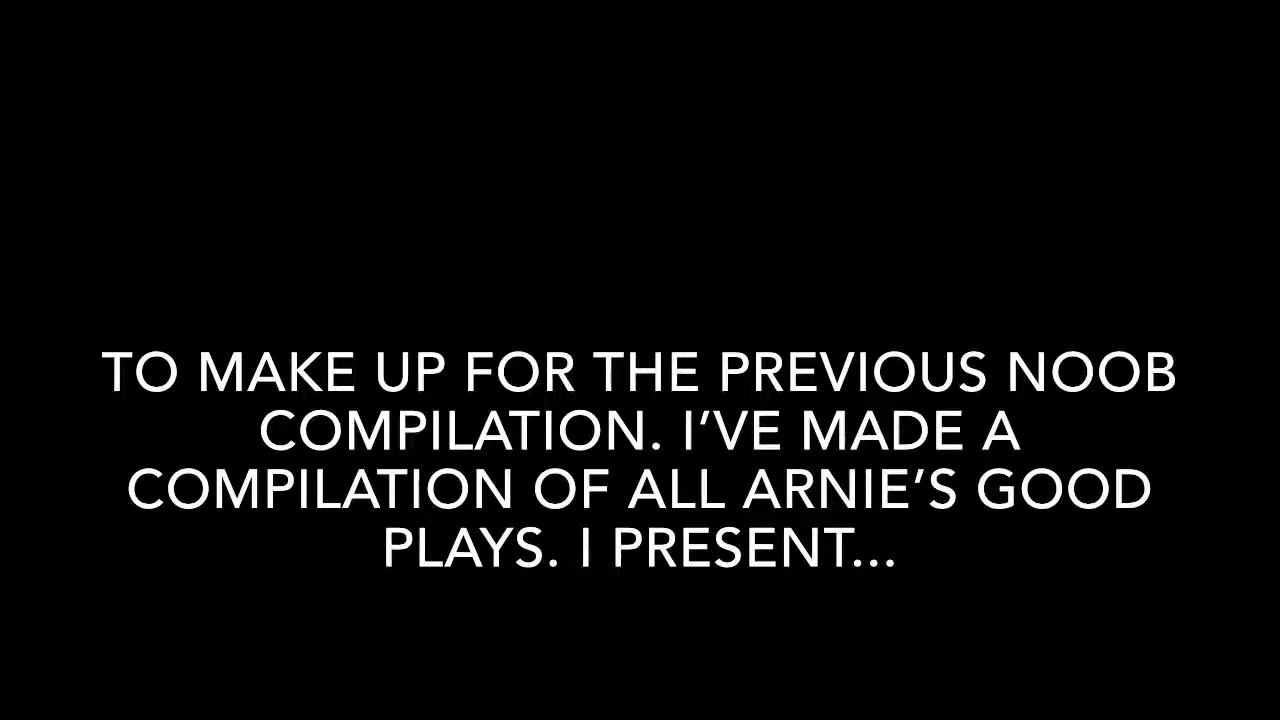 TO MAKE UP FOR THE PREVIOUS NOOB
COMPILATION. I’VE MADE A
COMPILATION OF ALL ARNIE’S GOOD
PLAYS. I PRESENT...